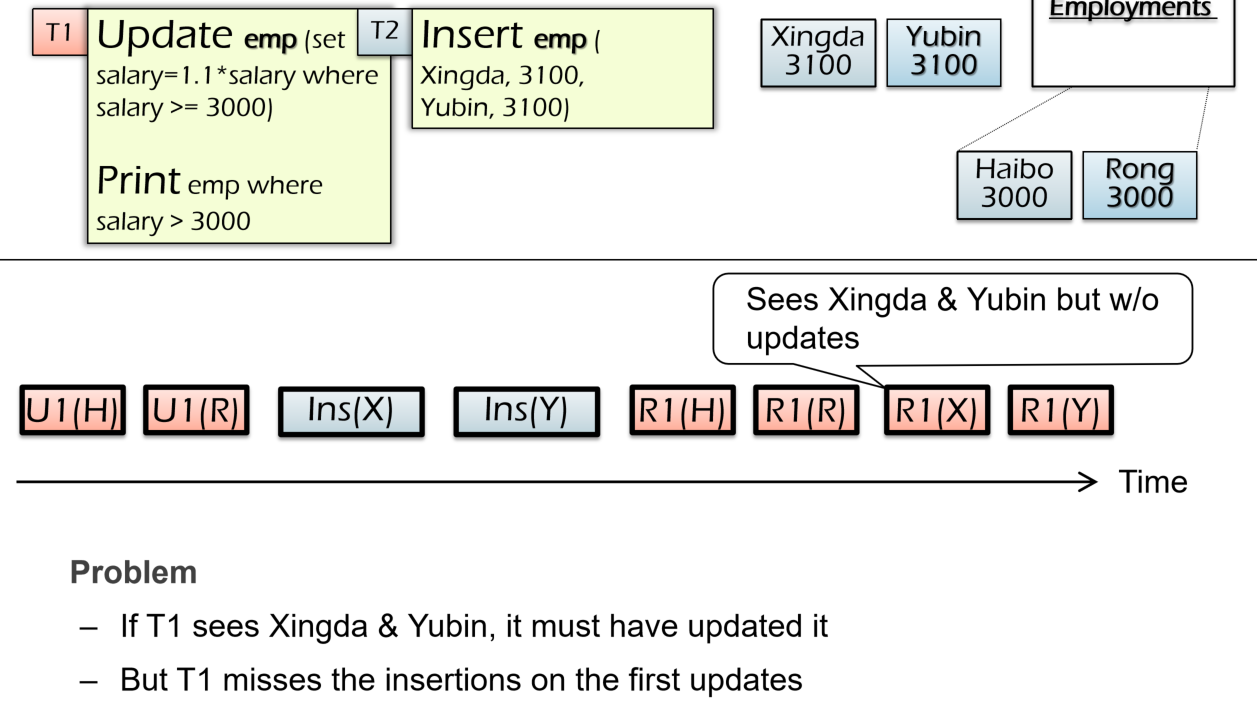 T1
Update emp (set
salary=1.1*salary where
salary >= 3000)
Print emp where
salary > 3000
T2
Insert emp (
Xingda, 3100,
Yubin, 3100)
Xingda
3100
Yubin
3100
Employments
Haibo
3000
Rong
3000
Sees Xingda & Yubin but w/o
updates
U1(H) U1(R) Ins(X) Ins(Y) R1(H) R1(R) R1(X) R1(Y)
Time
Problem
– If T1 sees Xingda & Yubin, it must have updated it
– But T1 misses the insertions on the first updates